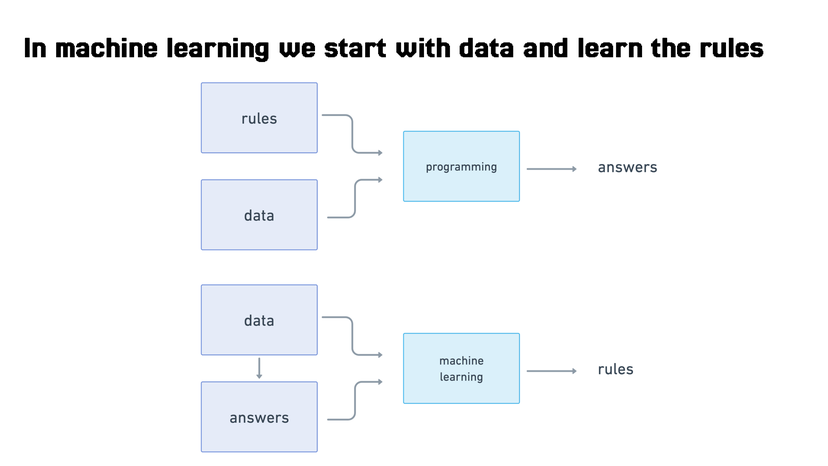 In machine learning we start with data and learn the rules
rules
programming
answers
data
data
machine
learning
rules
answers